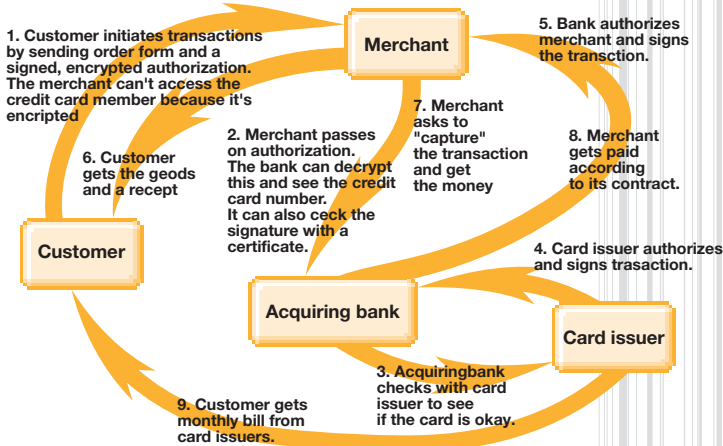 1. Customer initiates transactions
by sending order form and a
signed, encrypted authorization.
The merchant can't access the
credit card member because it's
encripted
Merchant
5. Bank authorizes
merchant and signs
the transction.
6. Customer
gets the geods
and a recept
2. Merchant passes
on authorization.
The bank can decrypt
this and see the credit
card number.
It can also ceck the
signature with a
certificate.
7. Merchant
asks to
"capture"
the transaction
and get
the money
8. Merchant
gets paid
according
to its contract.
Customer
4. Card issuer authorizes
and signs trasaction.
Acquiring bank
Card issuer
3. Acquiringbank
checks with card
issuer to see
if the card is okay.
9. Customer gets
monthly bill from
card issuers.